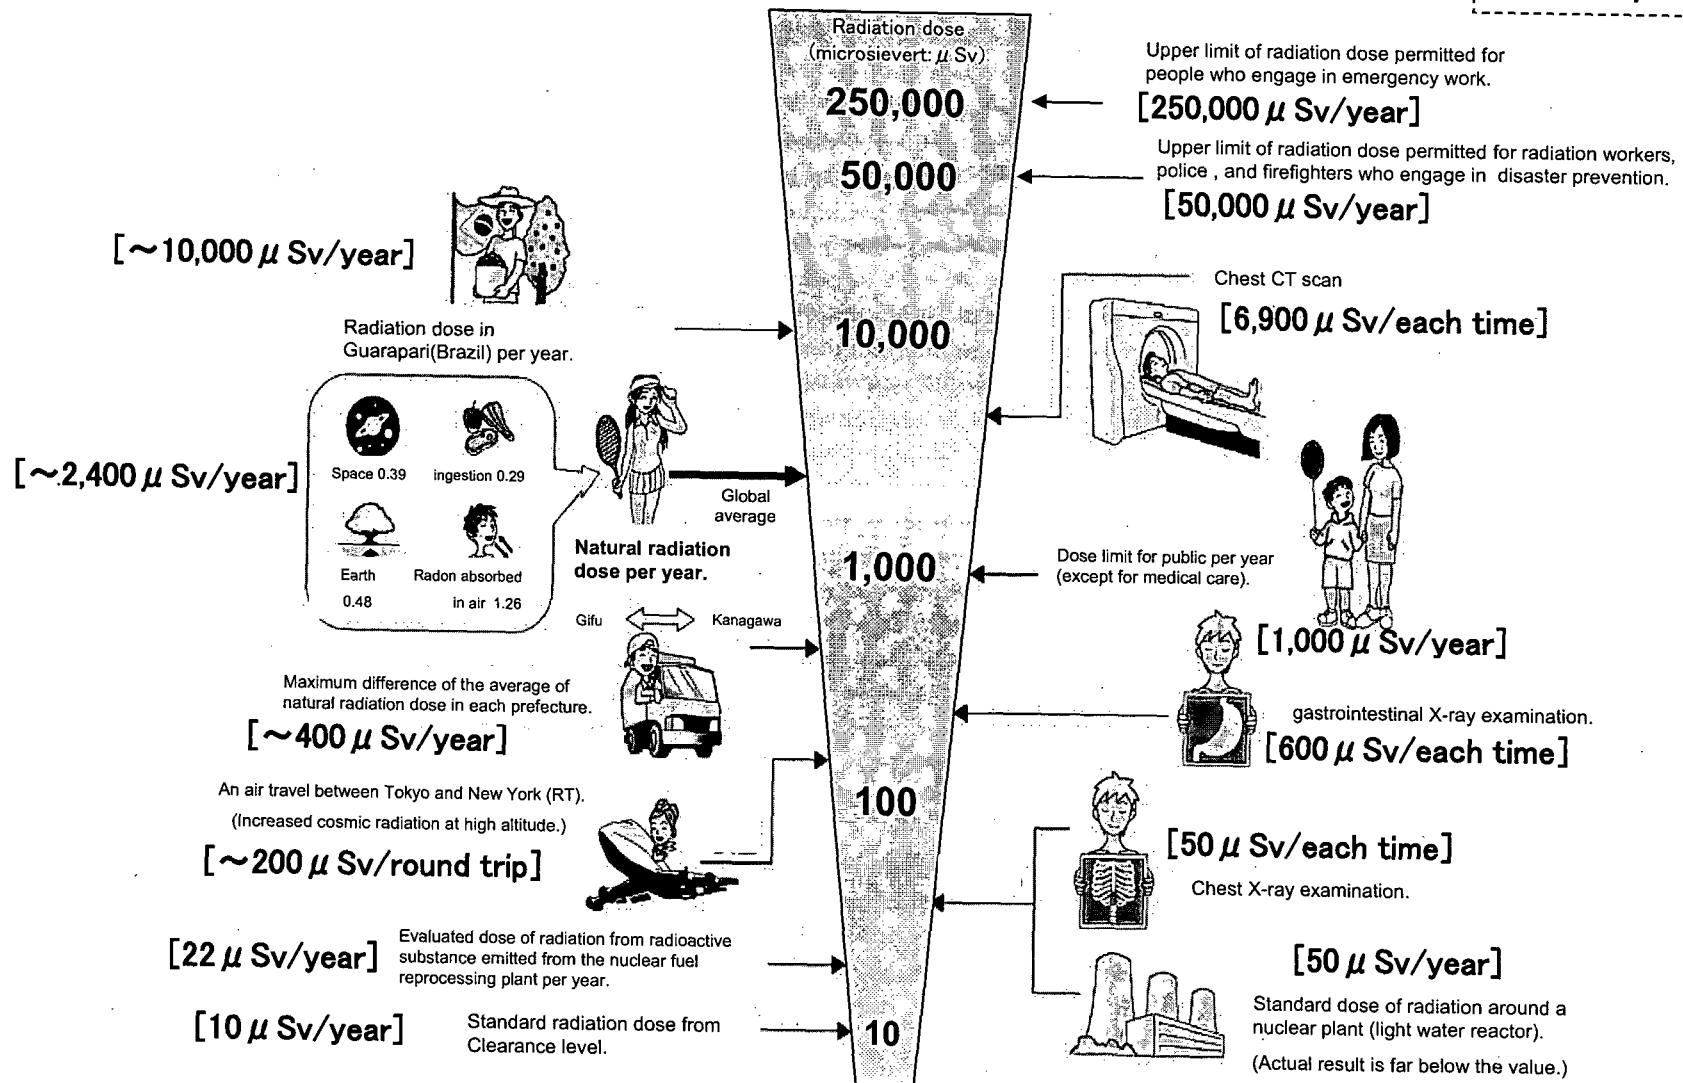 Radiation dose
(microsievert: μ Sv)
250,000
50,000
10,000
1,000
100
10
Upper limit of radiation dose permitted for
people who engage in emergency work.
[250,000 μ Sv/year]
Upper limit of radiation dose permitted for radiation workers,
police , and firefighters who engage in disaster prevention.
[50,000 μ Sv/year]
[~10,000 μ Sv/year]
Radiation dose in
Guarapari(Brazil) per year.
Chest CT scan
[6,900 μ Sv/each time]
[~2,400 μ Sv/year]
Space 0.39
ingestion 0.29
Earth
0.48
Radon absorbed
in air 1.26
Global
average
Natural radiation
dose per year.
Dose limit for public per year
(except for medical care).
[1,000 μ Sv/year]
Gifu
Kanagawa
Maximum difference of the average of
natural radiation dose in each prefecture.
[~400 μ Sv/year]
gastrointestinal X-ray examination.
[600 μ Sv/each time]
An air travel between Tokyo and New York (RT).
(Increased cosmic radiation at high altitude.)
[~200 μ Sv/round trip]
[50 μ Sv/each time]
Chest X-ray examination.
[22 μ Sv/year]
Evaluated dose of radiation from radioactive
substance emitted from the nuclear fuel
reprocessing plant per year.
[50 μ Sv/year]
Standard dose of radiation around a
nuclear plant (light water reactor).
(Actual result is far below the value.)
[10 μ Sv/year]
Standard radiation dose from
Clearance level.